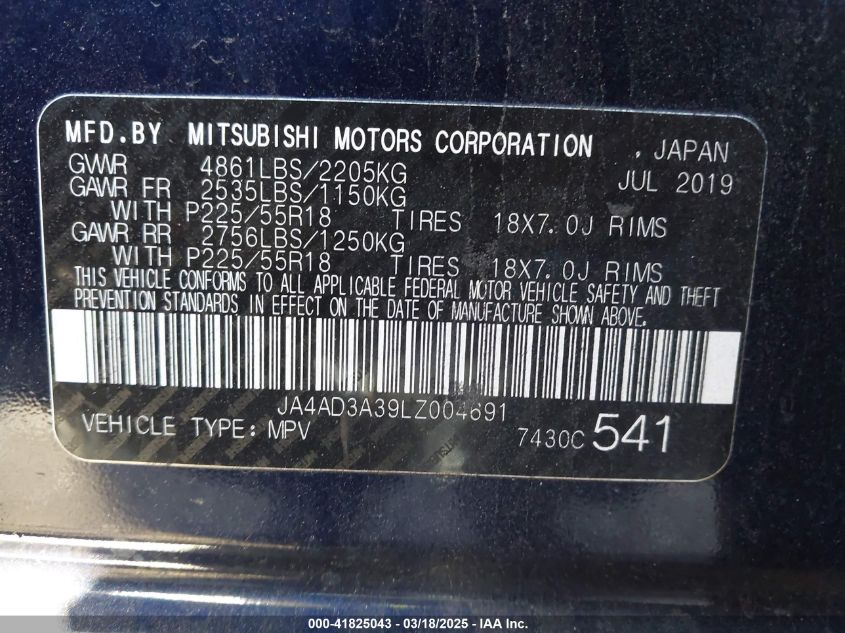 MFD.BY MITSUBISHI MOTORS CORPORATION . JAPAN
GVWR 4861LBS/2205KG JUL 2019
GAWR FR 2535LBS/1150KG
WITH P225/55R18 TIRES 18X7.0J RIMS
GAWR RR 2756LBS/1250KG
WITH P225/55R18 TIRES 18X7.0J RIMS
THIS VEHICLE CONFORMS TO ALL APPLICABLE FEDERAL MOTOR VEHICLE SAFETY AND THEFT
PREVENTION STANDARDS IN EFFECT ON THE DATE OF MANUFACTURE SHOWN ABOVE.
JA4AD3A39LZ004691
VEHICLE TYPE: MPV 7430C 541
000-41825043 - 03/18/2025 - IAA Inc.